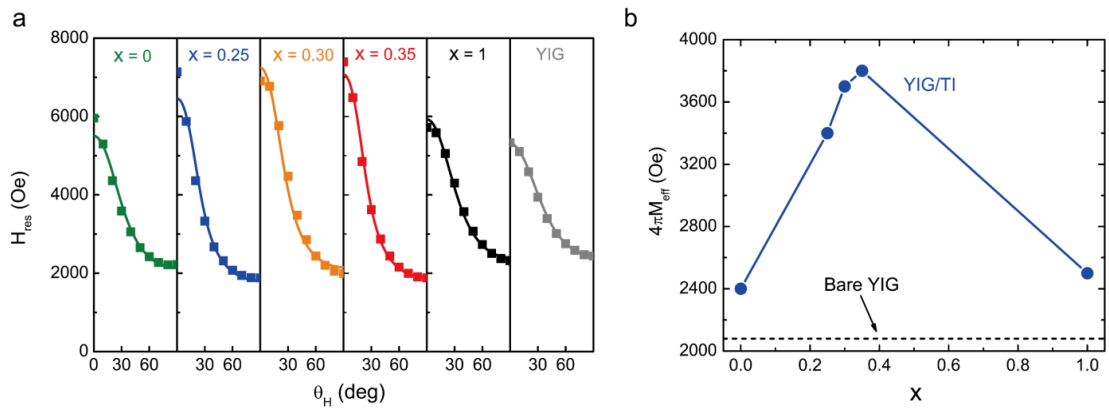 a
x = 0 x = 0.25 x = 0.30 x = 0.35 x = 1 YIG
8000
6000
4000
2000
0
H_res (Oe)
0 30 60 30 60 30 60 30 60 30 60 30 60
θ_H (deg)
b
4000
3600
3200
2800
2400
2000
4πM_eff (Oe)
YIG/TI
Bare YIG
0.0 0.2 0.4 0.6 0.8 1.0
x